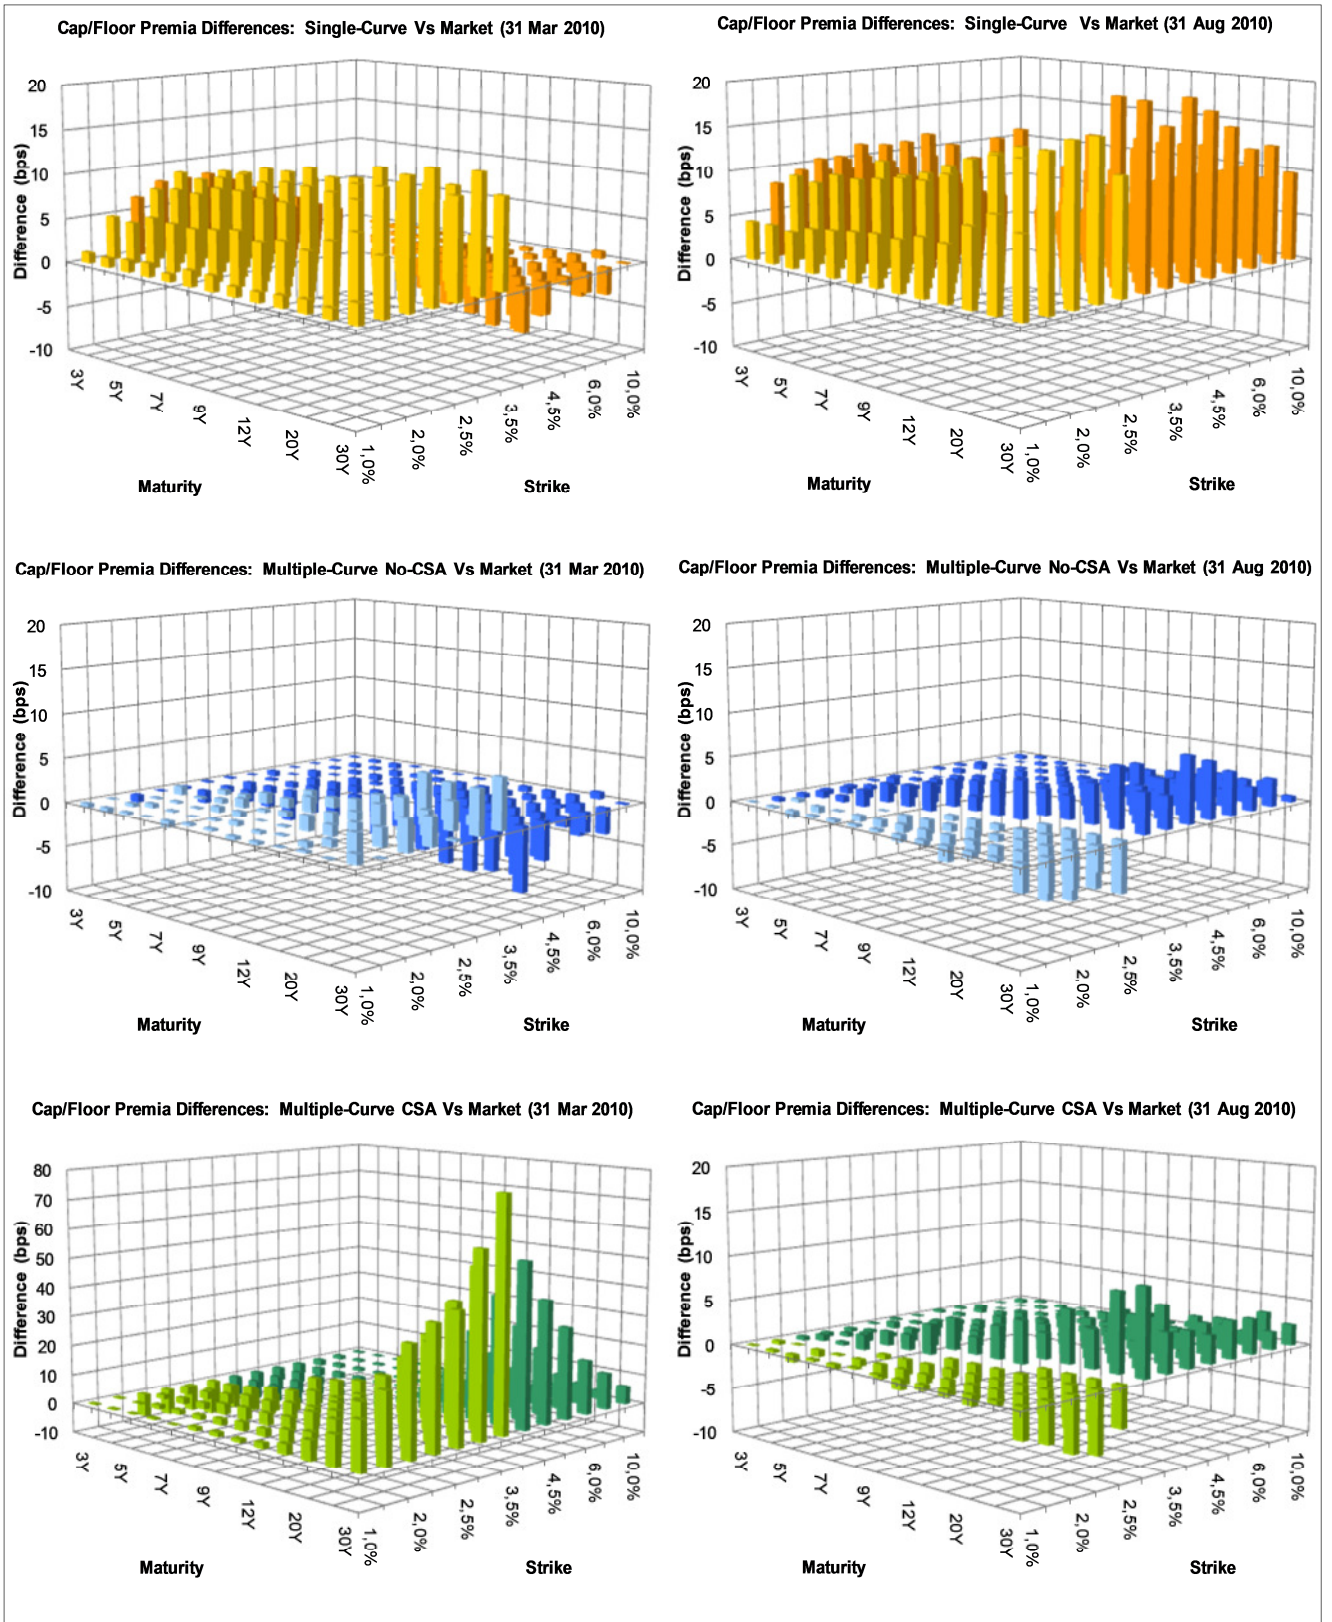 Cap/Floor Premia Differences: Single-Curve Vs Market (31 Mar 2010)
20
15
10
5
0
-5
-10
Difference (bps)
3Y
5Y
7Y
9Y
12Y
20Y
30Y
1,0%
2,0%
2,5%
3,5%
4,5%
6,0%
10,0%
Maturity
Strike
Cap/Floor Premia Differences: Single-Curve Vs Market (31 Aug 2010)
20
15
10
5
0
-5
-10
Difference (bps)
3Y
5Y
7Y
9Y
12Y
20Y
30Y
1,0%
2,0%
2,5%
3,5%
4,5%
6,0%
10,0%
Maturity
Strike
Cap/Floor Premia Differences: Multiple-Curve No-CSA Vs Market (31 Mar 2010)
20
15
10
5
0
-5
-10
Difference (bps)
3Y
5Y
7Y
9Y
12Y
20Y
30Y
1,0%
2,0%
2,5%
3,5%
4,5%
6,0%
10,0%
Maturity
Strike
Cap/Floor Premia Differences: Multiple-Curve No-CSA Vs Market (31 Aug 2010)
20
15
10
5
0
-5
-10
Difference (bps)
3Y
5Y
7Y
9Y
12Y
20Y
30Y
1,0%
2,0%
2,5%
3,5%
4,5%
6,0%
10,0%
Maturity
Strike
Cap/Floor Premia Differences: Multiple-Curve CSA Vs Market (31 Mar 2010)
80
70
60
50
40
30
20
10
0
-10
Difference (bps)
3Y
5Y
7Y
9Y
12Y
20Y
30Y
1,0%
2,0%
2,5%
3,5%
4,5%
6,0%
10,0%
Maturity
Strike
Cap/Floor Premia Differences: Multiple-Curve CSA Vs Market (31 Aug 2010)
20
15
10
5
0
-5
-10
Difference (bps)
3Y
5Y
7Y
9Y
12Y
20Y
30Y
1,0%
2,0%
2,5%
3,5%
4,5%
6,0%
10,0%
Maturity
Strike